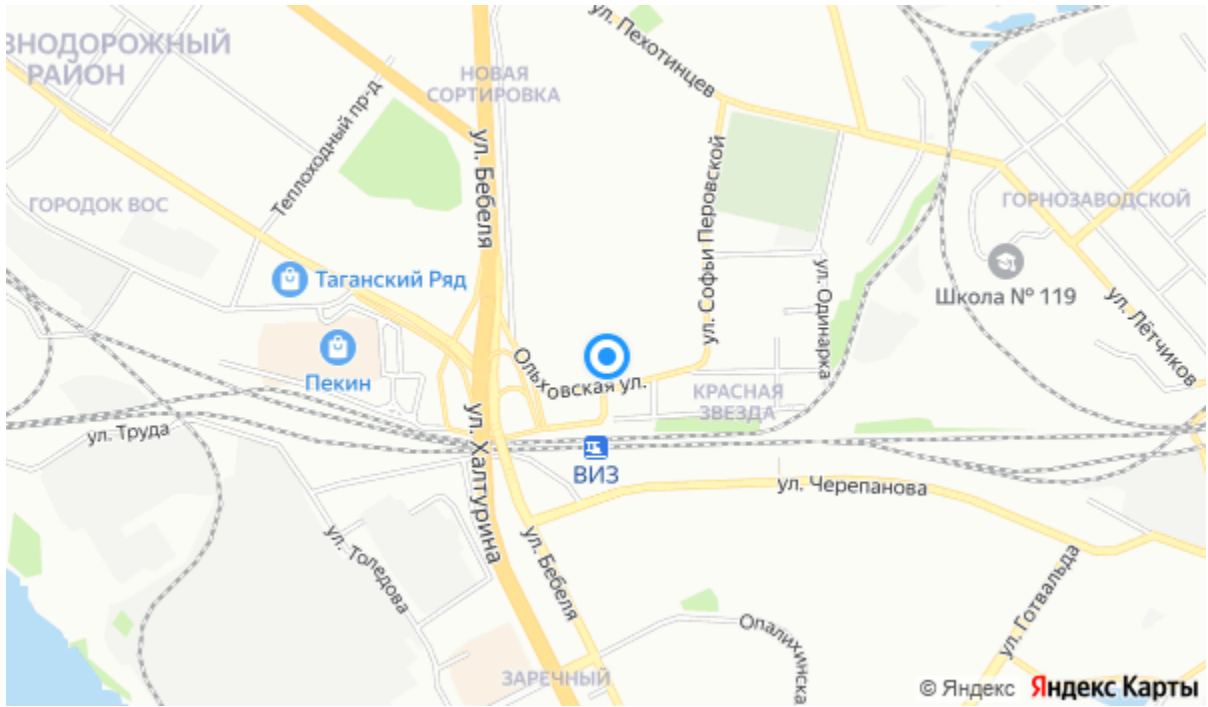 ЗНОДОРОЖНЫЙ
РАЙОН
НОВАЯ
СОРТИРОВКА
ул. Пехотинцев
Теплоходный пр-д
ул. Бебеля
ул. Софьи Перовской
ГОРОДОК ВОС
ГОРНОЗАВОДСКОЙ
Таганский Ряд
ул. Одинарка
Школа № 119
ул. Лётчиков
Пекин
Ольховская ул.
КРАСНАЯ
ЗВЕЗДА
ул. Труда
ул. Халтурина
ВИЗ
ул. Черепанова
ул. Толедова
ул. Бебеля
ул. Готвальда
Опалихинска
ЗАРЕЧНЫЙ
© Яндекс Яндекс Карты